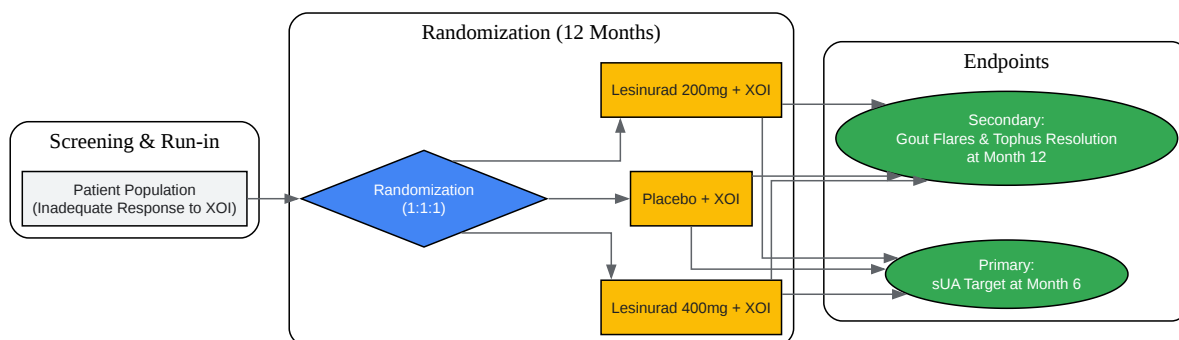 Screening & Run-in
Patient Population
(Inadequate Response to XOI)
Randomization (12 Months)
Randomization
(1:1:1)
Lesinurad 200mg + XOI
Placebo + XOI
Lesinurad 400mg + XOI
Endpoints
Secondary:
Gout Flares & Tophus Resolution
at Month 12
Primary:
sUA Target at Month 6